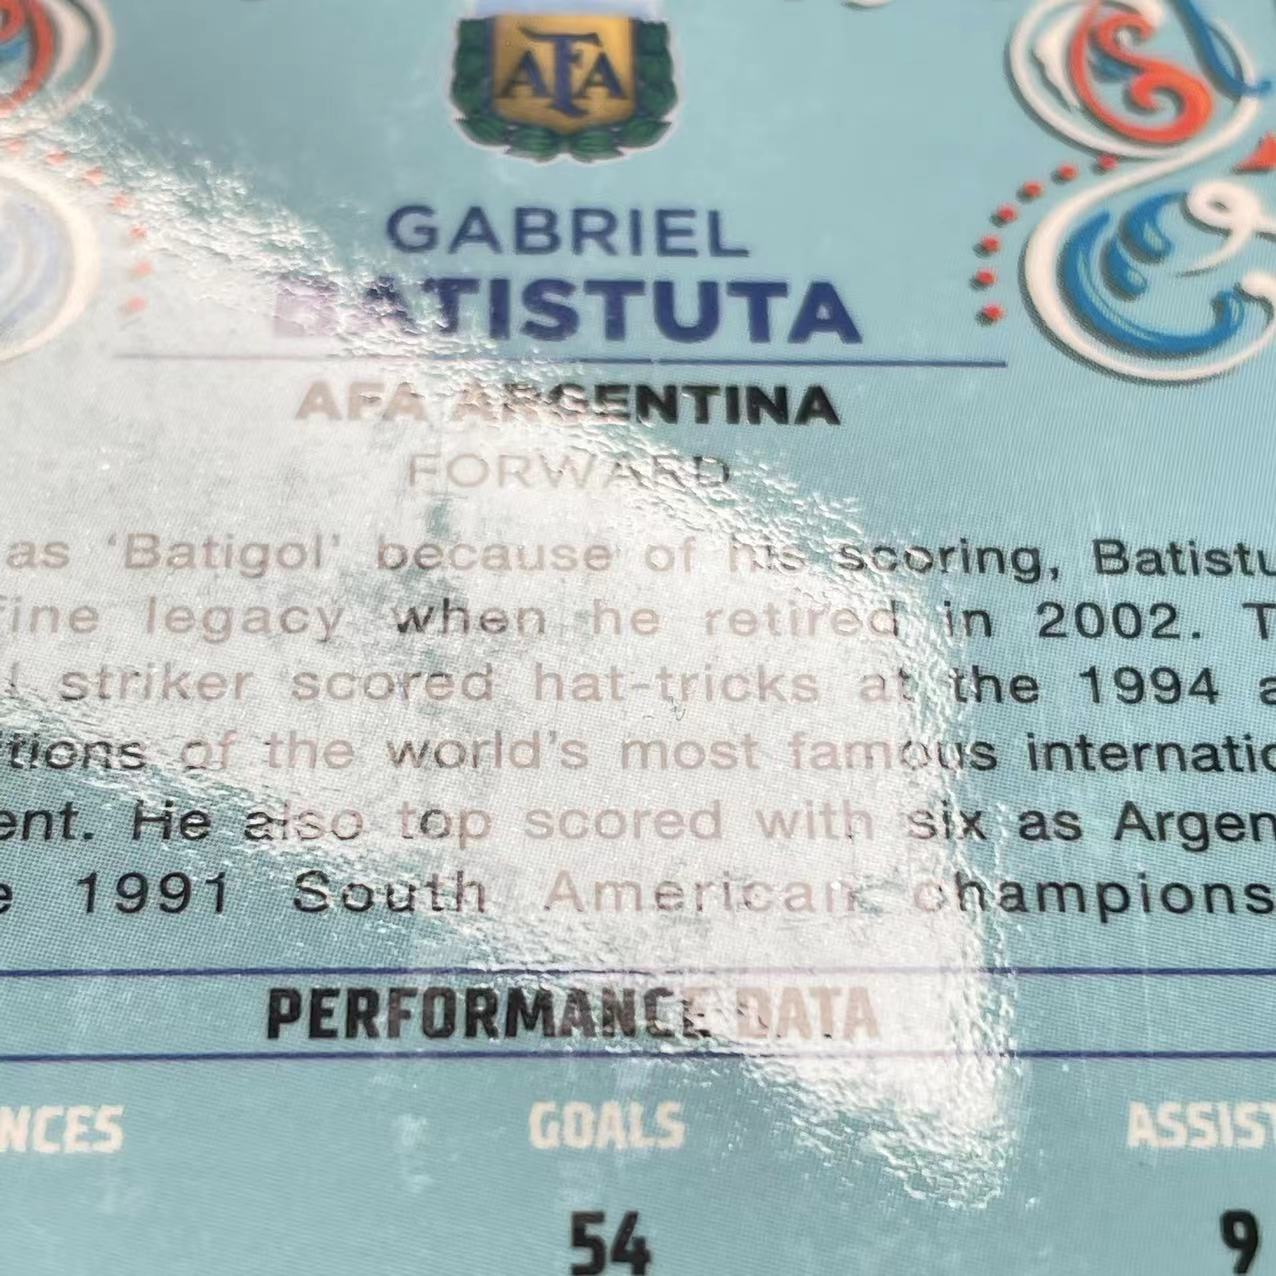 AFA
GABRIEL
BATISTUTA
AFA ARGENTINA
FORWARD
as 'Batigol' because of his scoring, Batistu
fine legacy when he retired in 2002. T
l striker scored hat-tricks at the 1994 a
tions of the world's most famous internatio
ent. He also top scored with six as Argen
e 1991 South American champions
PERFORMANCE DATA
NCES GOALS ASSIST
54 9